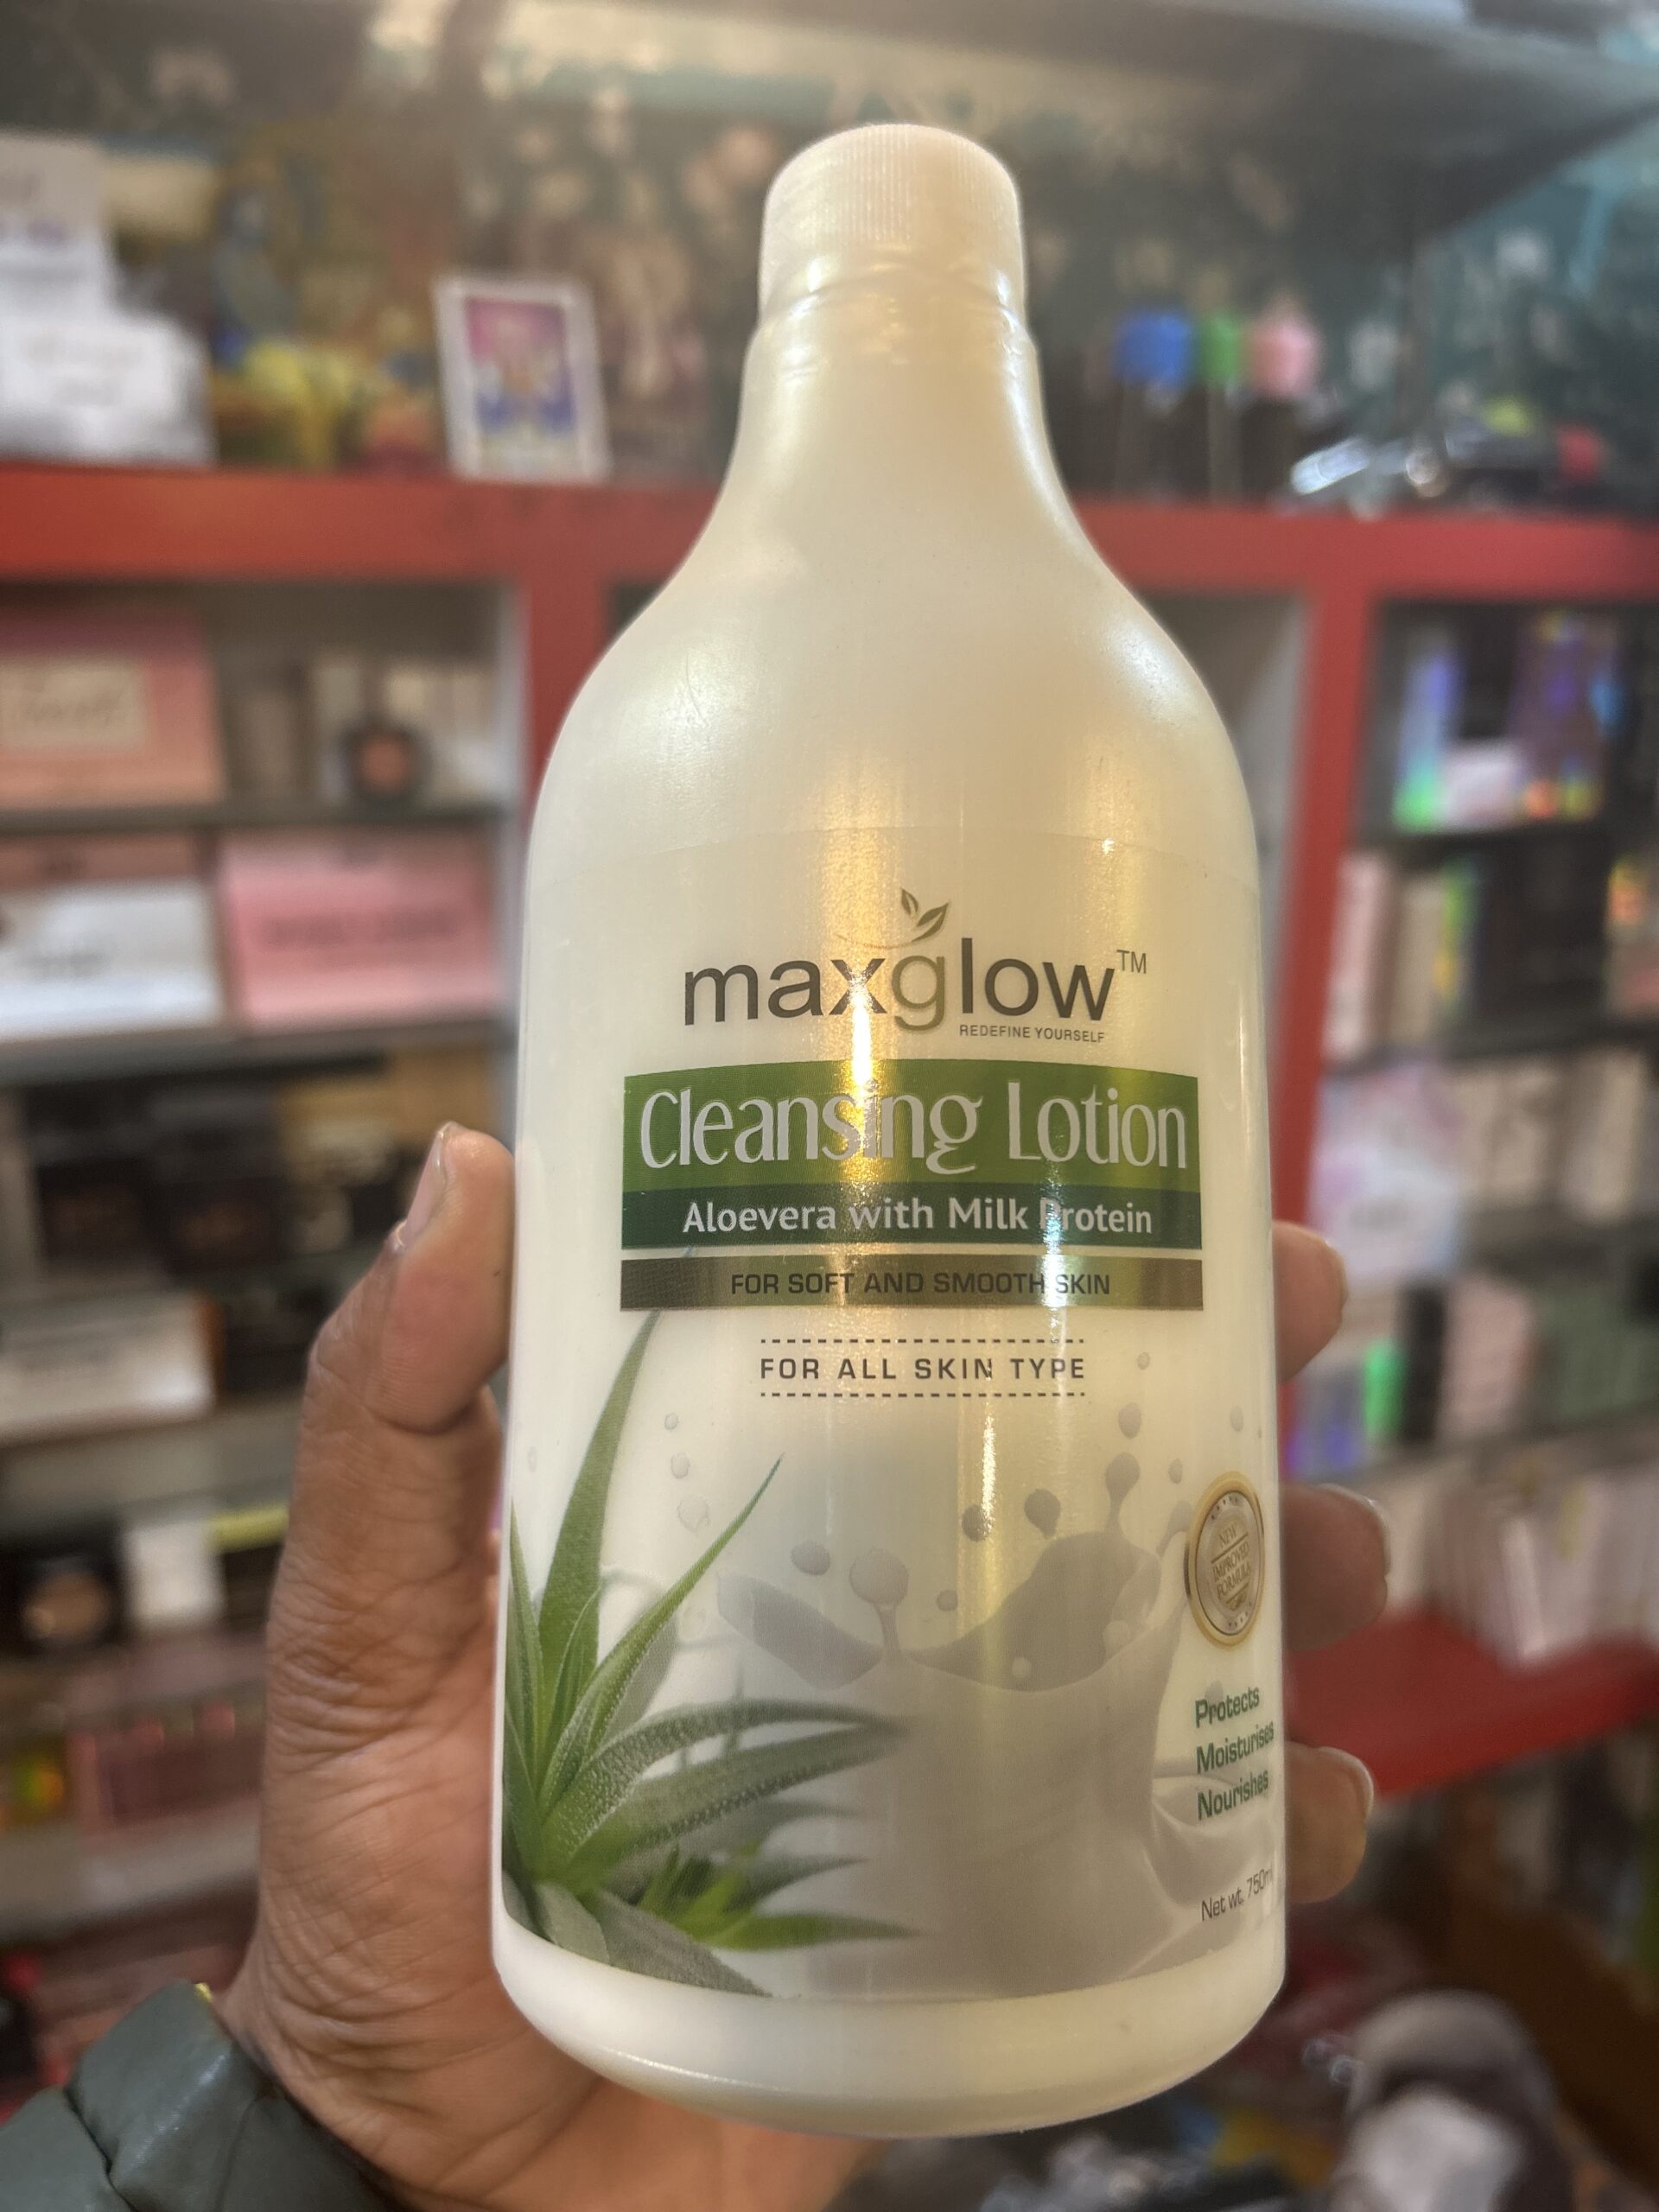 maxglow™
REDEFINE YOURSELF
Cleansing Lotion
Aloevera with Milk Protein
FOR SOFT AND SMOOTH SKIN
FOR ALL SKIN TYPE
NEW
IMPROVED
FORMULA
Protects
Moisturises
Nourishes
Net wt. 750ml